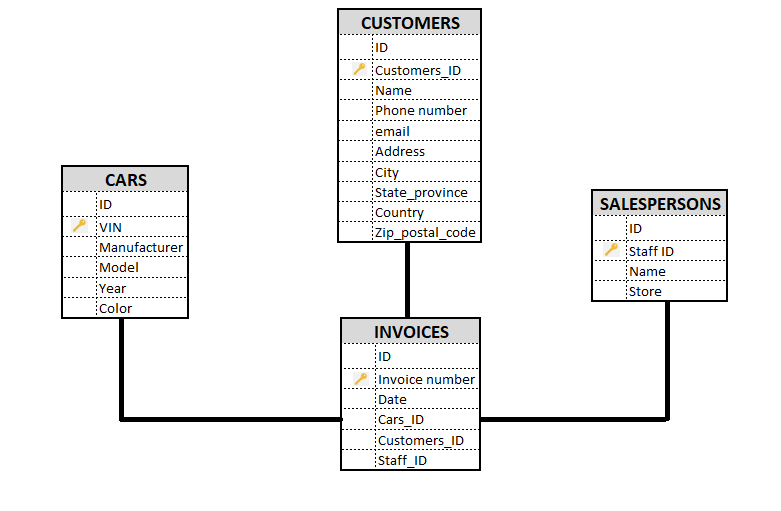 CUSTOMERS
ID
Customers_ID
Name
Phone number
email
Address
City
State_province
Country
Zip_postal_code
CARS
ID
VIN
Manufacturer
Model
Year
Color
SALESPERSONS
ID
Staff ID
Name
Store
INVOICES
ID
Invoice number
Date
Cars_ID
Customers_ID
Staff_ID